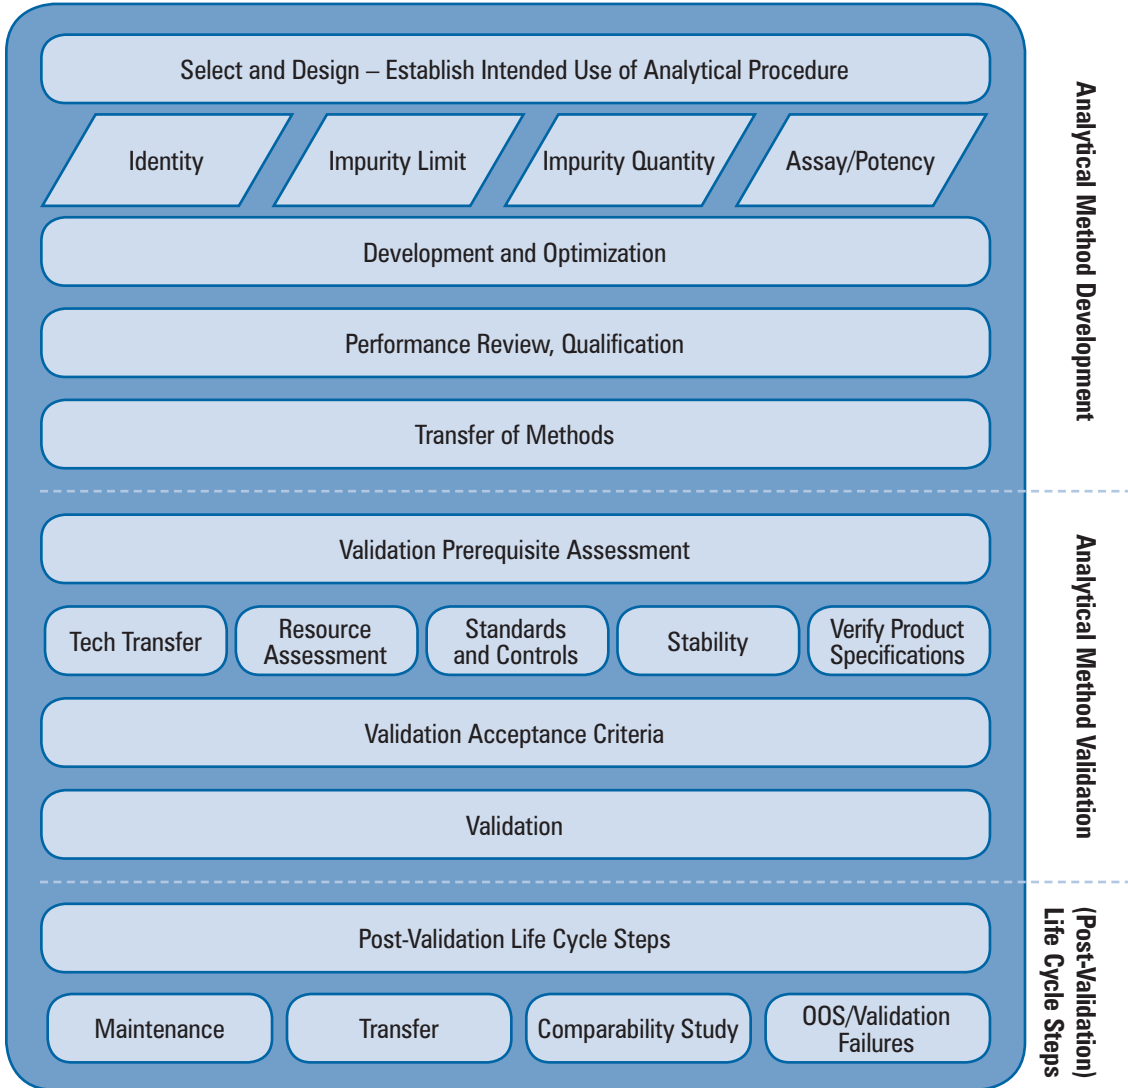 Select and Design – Establish Intended Use of Analytical Procedure
Identity
Impurity Limit
Impurity Quantity
Assay/Potency
Development and Optimization
Performance Review, Qualification
Transfer of Methods
Analytical Method Development
Validation Prerequisite Assessment
Tech Transfer
Resource
Assessment
Standards
and Controls
Stability
Verify Product
Specifications
Validation Acceptance Criteria
Validation
Analytical Method Validation
Post-Validation Life Cycle Steps
Maintenance
Transfer
Comparability Study
OOS/Validation
Failures
(Post-Validation)
Life Cycle Steps